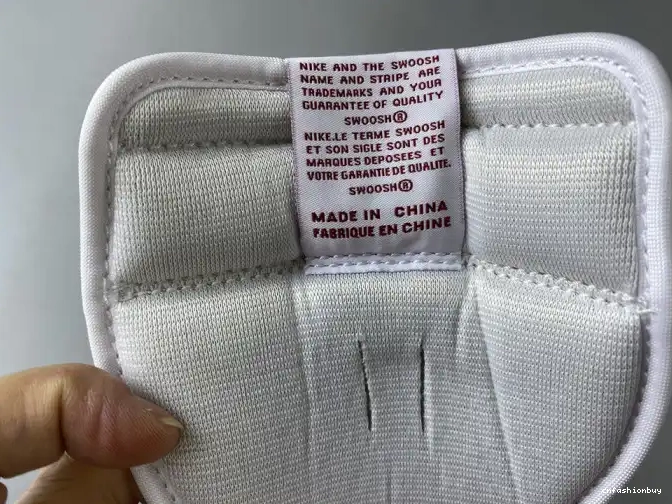 NIKE AND THE SWOOSH
NAME AND STRIPE ARE
TRADEMARKS AND YOUR
GUARANTEE OF QUALITY
SWOOSH®
NIKE.LE TERME SWOOSH
ET SON SIGLE SONT DES
MARQUES DEPOSEES ET
VOTRE GARANTIE DE QUALITE.
SWOOSH®
MADE IN CHINA
FABRIQUE EN CHINE
cnfashionbuy